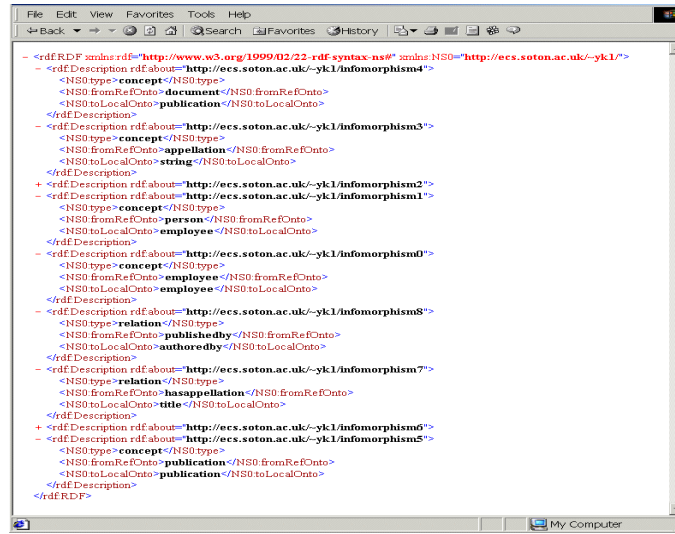 File Edit View Favorites Tools Help
Back Search Favorites History
- <rdf:RDF xmlns:rdf="http://www.w3.org/1999/02/22-rdf-syntax-ns#" xmlns:NS0="http://ecs.soton.ac.uk/~yk1/">
- <rdf:Description rdf:about="http://ecs.soton.ac.uk/~yk1/infomorphism4">
<NS0:type>concept</NS0:type>
<NS0:fromRefOnto>document</NS0:fromRefOnto>
<NS0:toLocalOnto>publication</NS0:toLocalOnto>
</rdf:Description>
- <rdf:Description rdf:about="http://ecs.soton.ac.uk/~yk1/infomorphism3">
<NS0:type>concept</NS0:type>
<NS0:fromRefOnto>appellation</NS0:fromRefOnto>
<NS0:toLocalOnto>string</NS0:toLocalOnto>
</rdf:Description>
+ <rdf:Description rdf:about="http://ecs.soton.ac.uk/~yk1/infomorphism2">
- <rdf:Description rdf:about="http://ecs.soton.ac.uk/~yk1/infomorphism1">
<NS0:type>concept</NS0:type>
<NS0:fromRefOnto>person</NS0:fromRefOnto>
<NS0:toLocalOnto>employee</NS0:toLocalOnto>
</rdf:Description>
- <rdf:Description rdf:about="http://ecs.soton.ac.uk/~yk1/infomorphism0">
<NS0:type>concept</NS0:type>
<NS0:fromRefOnto>employee</NS0:fromRefOnto>
<NS0:toLocalOnto>employee</NS0:toLocalOnto>
</rdf:Description>
- <rdf:Description rdf:about="http://ecs.soton.ac.uk/~yk1/infomorphism8">
<NS0:type>relation</NS0:type>
<NS0:fromRefOnto>publishedby</NS0:fromRefOnto>
<NS0:toLocalOnto>authoredby</NS0:toLocalOnto>
</rdf:Description>
- <rdf:Description rdf:about="http://ecs.soton.ac.uk/~yk1/infomorphism7">
<NS0:type>relation</NS0:type>
<NS0:fromRefOnto>hasappellation</NS0:fromRefOnto>
<NS0:toLocalOnto>title</NS0:toLocalOnto>
</rdf:Description>
+ <rdf:Description rdf:about="http://ecs.soton.ac.uk/~yk1/infomorphism6">
- <rdf:Description rdf:about="http://ecs.soton.ac.uk/~yk1/infomorphism5">
<NS0:type>concept</NS0:type>
<NS0:fromRefOnto>publication</NS0:fromRefOnto>
<NS0:toLocalOnto>publication</NS0:toLocalOnto>
</rdf:Description>
</rdf:RDF>
My Computer